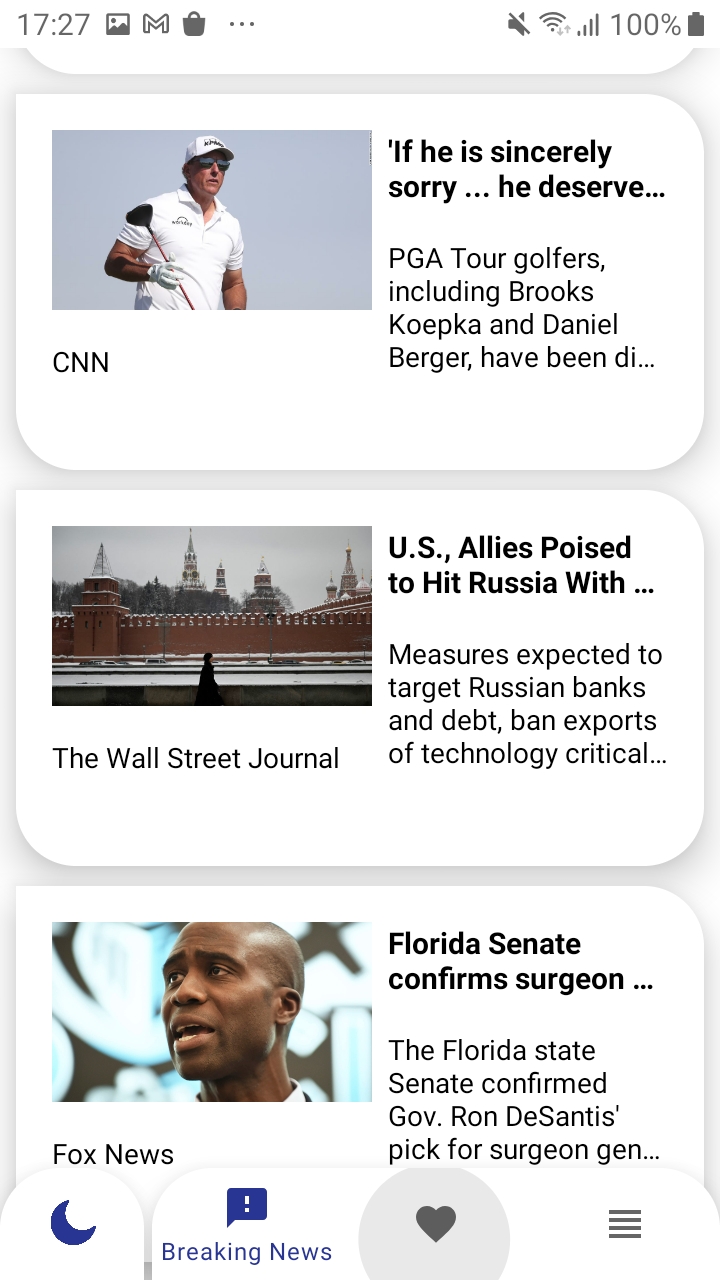 17:27 ... 100%
'If he is sincerely
sorry ... he deserve...
PGA Tour golfers,
including Brooks
Koepka and Daniel
Berger, have been di...
CNN
U.S., Allies Poised
to Hit Russia With ...
Measures expected to
target Russian banks
and debt, ban exports
of technology critical...
The Wall Street Journal
Florida Senate
confirms surgeon ...
The Florida state
Senate confirmed
Gov. Ron DeSantis'
pick for surgeon gen...
Fox News
Breaking News